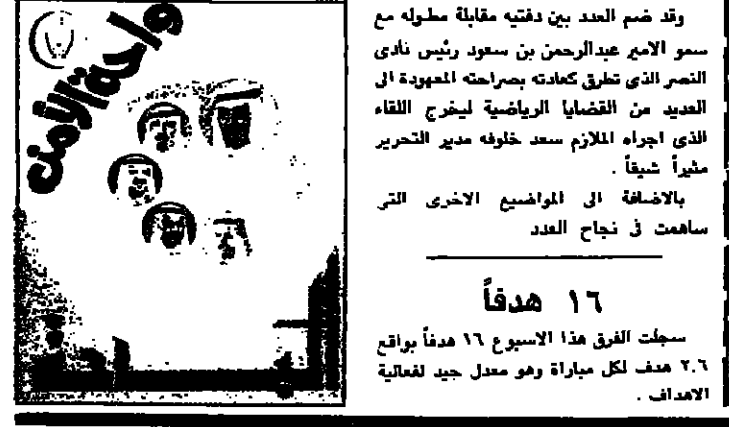 وقد ضم العدد بين دفتيه مقابلة مطوله مع
سمو الامير عبدالرحمن بن سعود رئيس نادى
النصر الذى تطرق كعادته بصراحته المعهودة الى
العديد من القضايا الرياضية ليخرج اللقاء
الذى اجراه الملازم سعد خلوفه مدير التحرير
مثيراً شيقاً .
بالاضافة الى المواضيع الاخرى التى
ساهمت فى نجاح العدد
١٦ هدفاً
سجلت الفرق هذا الاسبوع ١٦ هدفاً بواقع
٢.٦ هدف لكل مباراة وهو معدل جيد لفعالية
الاهداف .
واحة الأمن